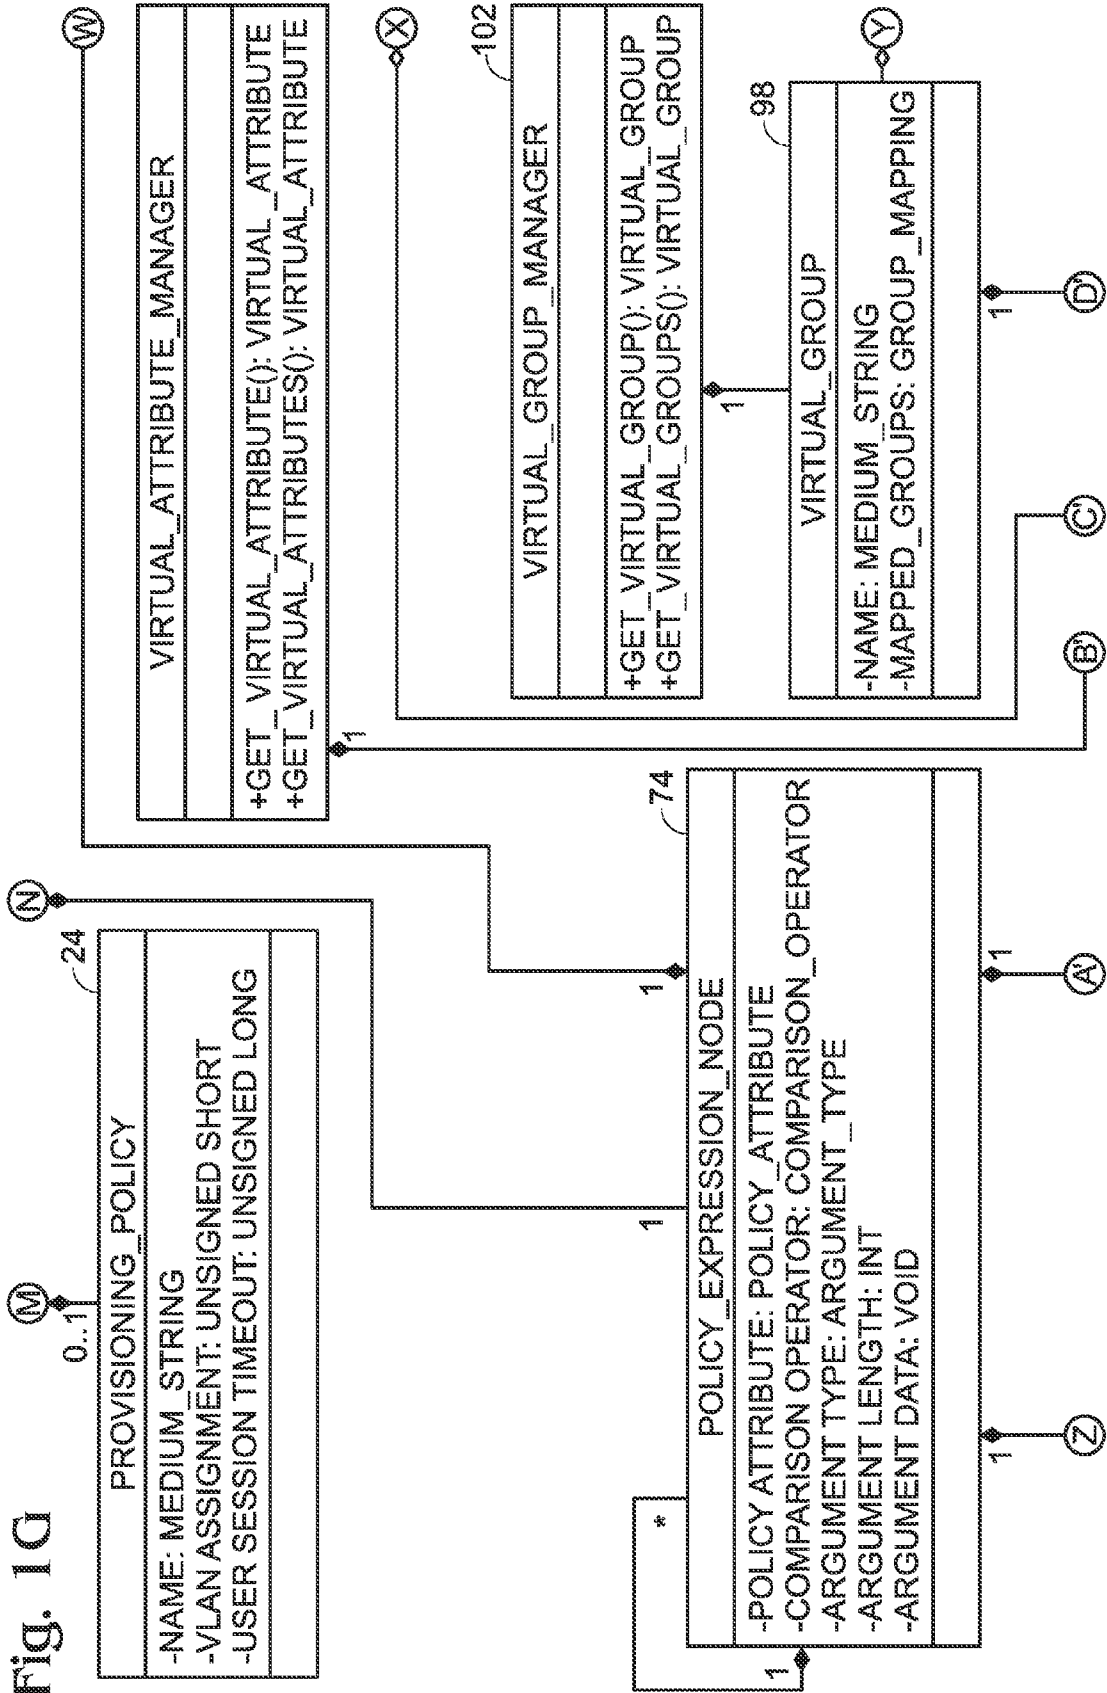 Fig. 1G
M
0..1
24
PROVISIONING_POLICY
-NAME: MEDIUM_STRING
-VLAN ASSIGNMENT: UNSIGNED SHORT
-USER SESSION TIMEOUT: UNSIGNED LONG
N
W
VIRTUAL_ATTRIBUTE_MANAGER
+GET_VIRTUAL_ATTRIBUTE(): VIRTUAL_ATTRIBUTE
+GET_VIRTUAL_ATTRIBUTES(): VIRTUAL_ATTRIBUTE
1
X
102
VIRTUAL_GROUP_MANAGER
+GET_VIRTUAL_GROUP(): VIRTUAL_GROUP
+GET_VIRTUAL_GROUPS(): VIRTUAL_GROUP
1
98
Y
VIRTUAL_GROUP
-NAME: MEDIUM_STRING
-MAPPED_GROUPS: GROUP_MAPPING
1
*
1
1
1
74
POLICY_EXPRESSION_NODE
-POLICY ATTRIBUTE: POLICY_ATTRIBUTE
-COMPARISON OPERATOR: COMPARISON_OPERATOR
-ARGUMENT TYPE: ARGUMENT_TYPE
-ARGUMENT LENGTH: INT
-ARGUMENT DATA: VOID
1
1
Z
A'
B'
C'
D'